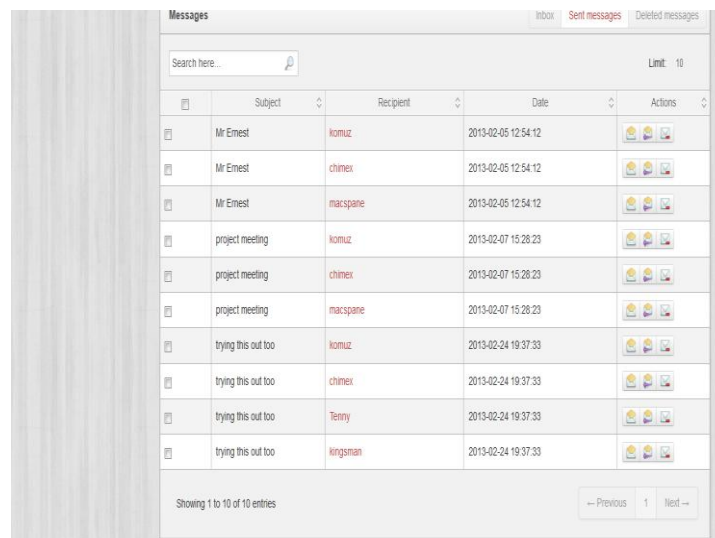 Messages Inbox Sent messages Deleted messages
Search here... Limit: 10
Subject Recipient Date Actions
Mr Ernest komuz 2013-02-05 12:54:12
Mr Ernest chimex 2013-02-05 12:54:12
Mr Ernest macspane 2013-02-05 12:54:12
project meeting komuz 2013-02-07 15:28:23
project meeting chimex 2013-02-07 15:28:23
project meeting macspane 2013-02-07 15:28:23
trying this out too komuz 2013-02-24 19:37:33
trying this out too chimex 2013-02-24 19:37:33
trying this out too Tenny 2013-02-24 19:37:33
trying this out too kingsman 2013-02-24 19:37:33
Showing 1 to 10 of 10 entries ← Previous 1 Next →